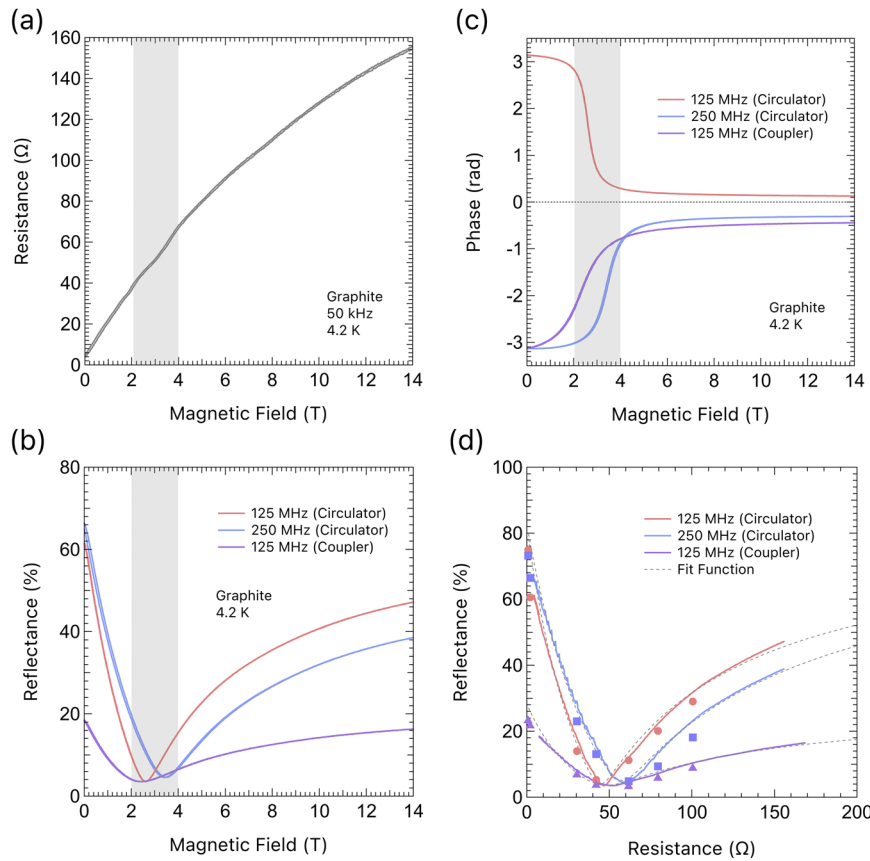 (a)
160
140
120
100
80
60
40
20
0
Resistance (Ω)
0 2 4 6 8 10 12 14
Magnetic Field (T)
Graphite
50 kHz
4.2 K
(c)
3
2
1
0
-1
-2
-3
Phase (rad)
125 MHz (Circulator)
250 MHz (Circulator)
125 MHz (Coupler)
Graphite
4.2 K
0 2 4 6 8 10 12 14
Magnetic Field (T)
(b)
80
60
40
20
0
Reflectance (%)
125 MHz (Circulator)
250 MHz (Circulator)
125 MHz (Coupler)
Graphite
4.2 K
0 2 4 6 8 10 12 14
Magnetic Field (T)
(d)
100
80
60
40
20
0
Reflectance (%)
125 MHz (Circulator)
250 MHz (Circulator)
125 MHz (Coupler)
Fit Function
0 50 100 150 200
Resistance (Ω)